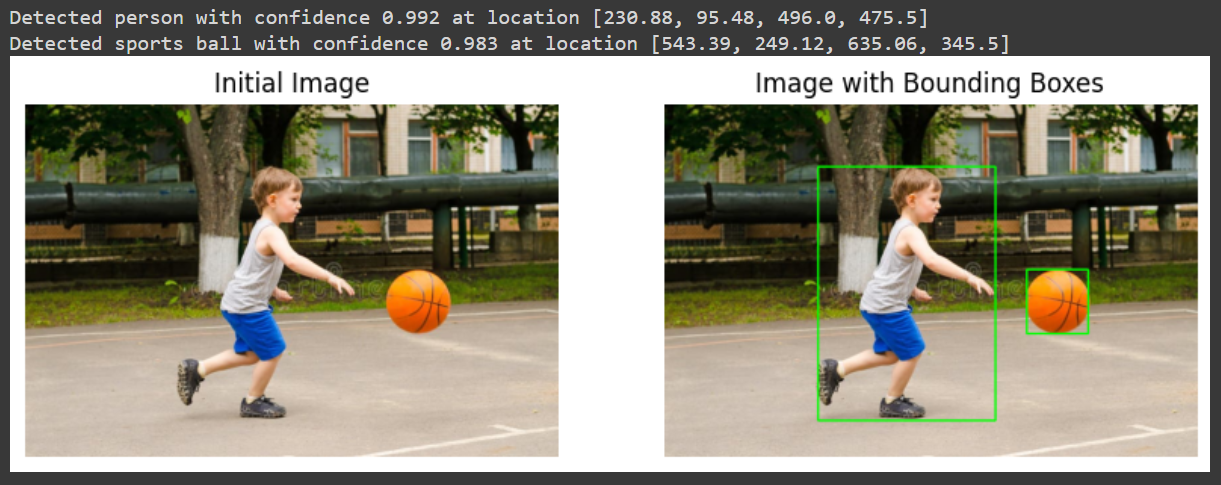 Detected person with confidence 0.992 at location [230.88, 95.48, 496.0, 475.5]
Detected sports ball with confidence 0.983 at location [543.39, 249.12, 635.06, 345.5]
Initial Image
Image with Bounding Boxes